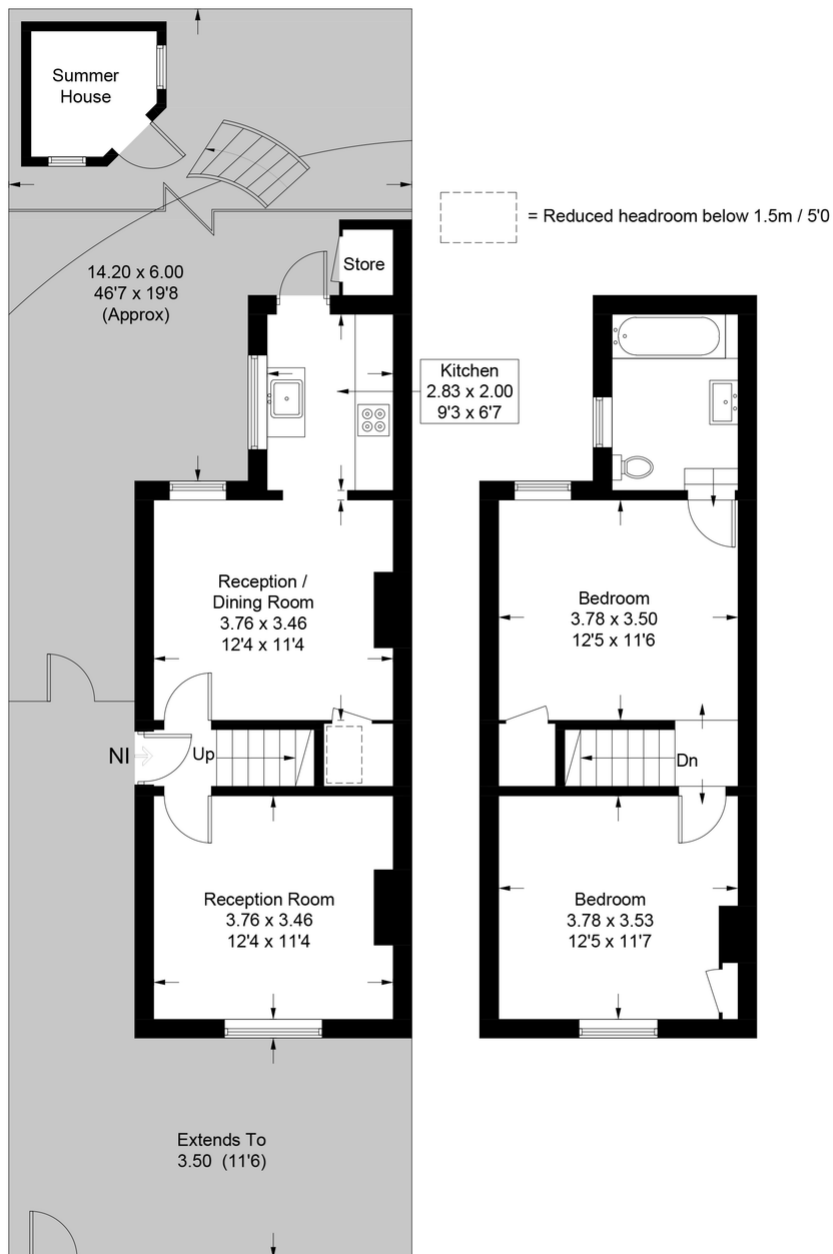 Summer
House
= Reduced headroom below 1.5m / 5'0
14.20 x 6.00
46'7 x 19'8
(Approx)
Store
Kitchen
2.83 x 2.00
9'3 x 6'7
Reception /
Dining Room
3.76 x 3.46
12'4 x 11'4
Bedroom
3.78 x 3.50
12'5 x 11'6
NI
Up
Dn
Reception Room
3.76 x 3.46
12'4 x 11'4
Bedroom
3.78 x 3.53
12'5 x 11'7
Extends To
3.50 (11'6)